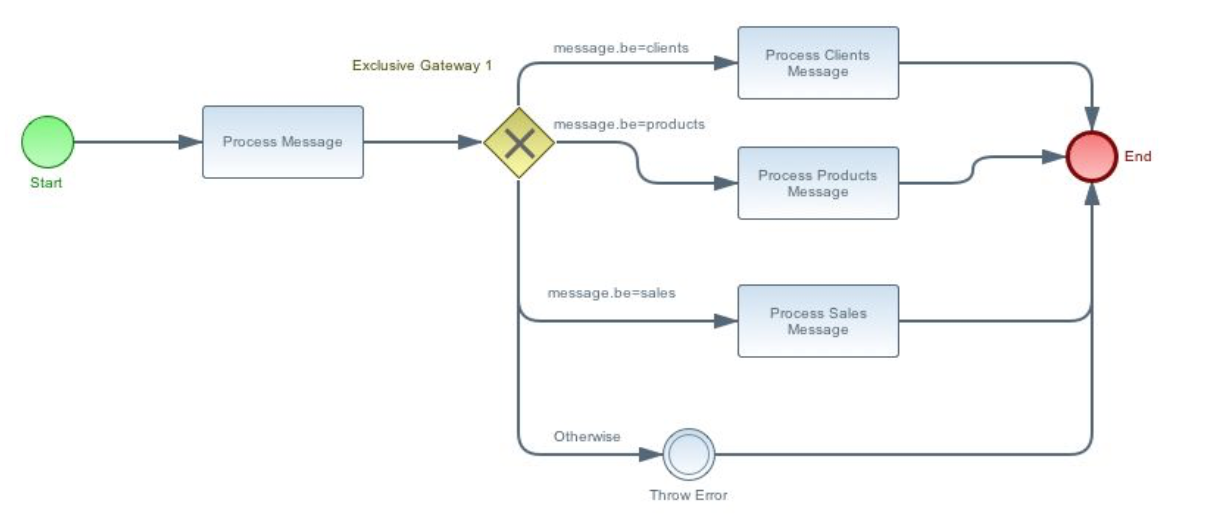 Start
Process Message
Exclusive Gateway 1
message.be=clients
Process Clients
Message
message.be=products
Process Products
Message
message.be=sales
Process Sales
Message
Otherwise
Throw Error
End